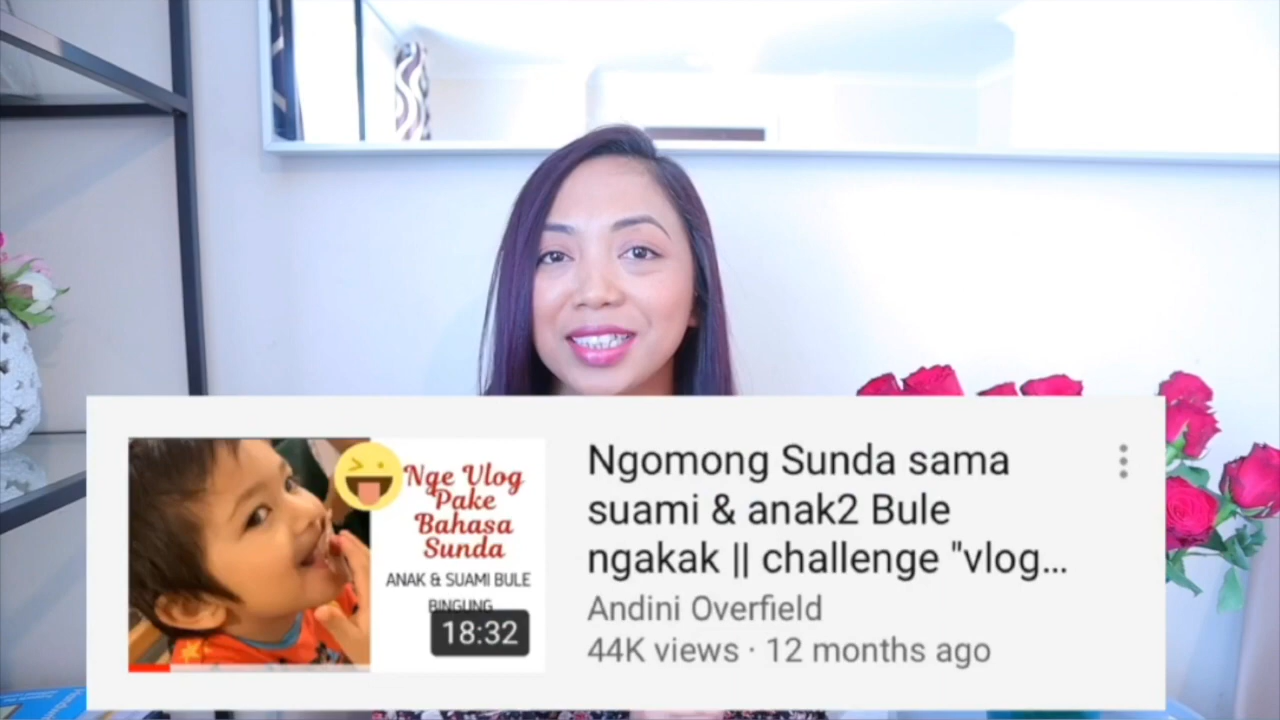 Nge Vlog
Pake
Bahasa
Sunda
ANAK & SUAMI BULE
BINGUNG
18:32
Ngomong Sunda sama
suami & anak2 Bule
ngakak || challenge "vlog...
Andini Overfield
44K views · 12 months ago